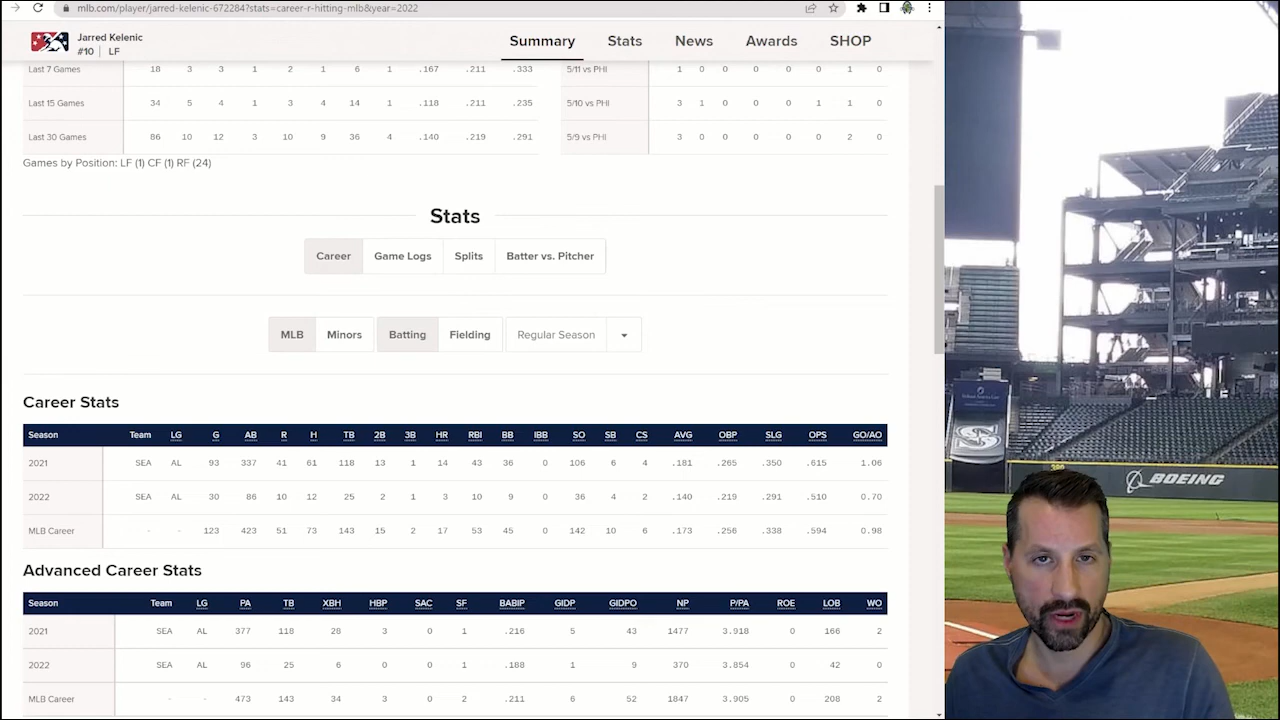 mlb.com/player/jarred-kelenic-672284?stats=career-r-hitting-mlb&year=2022
Jarred Kelenic
#10 | LF
Summary Stats News Awards SHOP
Last 7 Games 18 3 3 1 2 1 6 1 .167 .211 .333
Last 15 Games 34 5 4 1 3 4 14 1 .118 .211 .235
Last 30 Games 86 10 12 3 10 9 36 4 .140 .219 .291
5/11 vs PHI 1 0 0 0 0 0 1 0
5/10 vs PHI 3 1 0 0 0 1 1 0
5/9 vs PHI 3 0 0 0 0 0 2 0
Games by Position: LF (1) CF (1) RF (24)
Stats
Career Game Logs Splits Batter vs. Pitcher
MLB Minors Batting Fielding Regular Season
Career Stats
Season Team LG G AB R H TB 2B 3B HR RBI BB IBB SO SB CS AVG OBP SLG OPS GO/AO
2021 SEA AL 93 337 41 61 118 13 1 14 43 36 0 106 6 4 .181 .265 .350 .615 1.06
2022 SEA AL 30 86 10 12 25 2 1 3 10 9 0 36 4 2 .140 .219 .291 .510 0.70
MLB Career - - 123 423 51 73 143 15 2 17 53 45 0 142 10 6 .173 .256 .338 .594 0.98
Advanced Career Stats
Season Team LG PA TB XBH HBP SAC SF BABIP GIDP GIDPO NP P/PA ROE LOB WO
2021 SEA AL 377 118 28 3 0 1 .216 5 43 1477 3.918 0 166 2
2022 SEA AL 96 25 6 0 0 1 .188 1 9 370 3.854 0 42 0
MLB Career - - 473 143 34 3 0 2 .211 6 52 1847 3.905 0 208 2
BOEING